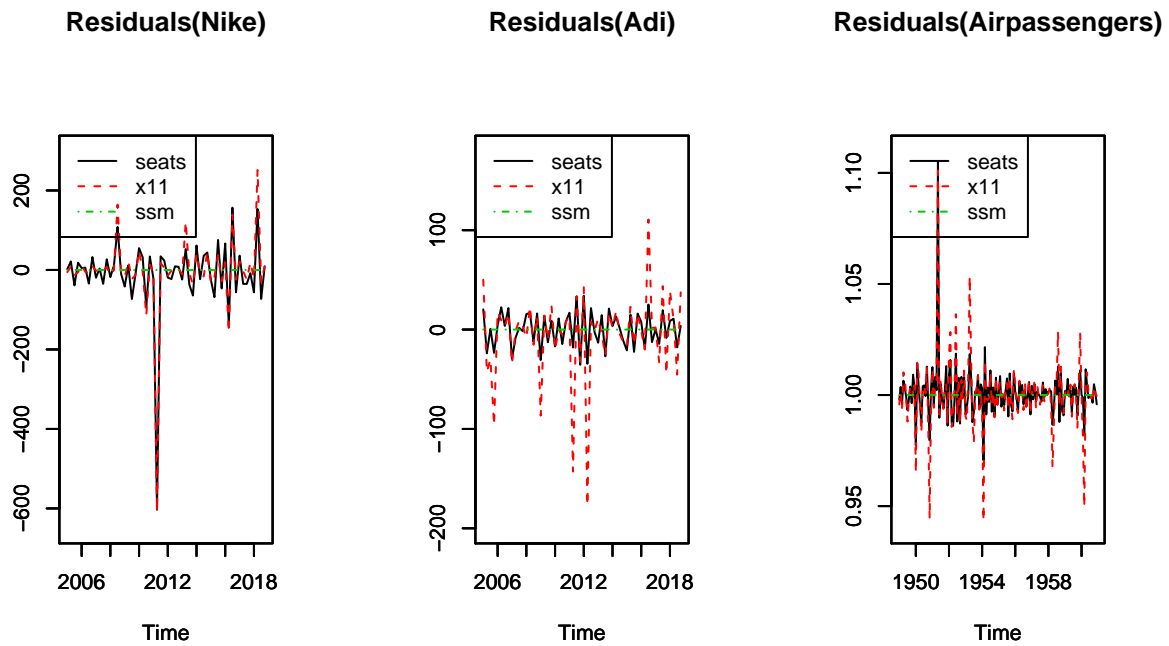 Residuals(Nike)
seats
x11
ssm
200
0
−200
−400
−600
2006
2012
2018
Time
Residuals(Adi)
seats
x11
ssm
100
0
−100
−200
2006
2012
2018
Time
Residuals(Airpassengers)
seats
x11
ssm
1.10
1.05
1.00
0.95
1950
1954
1958
Time